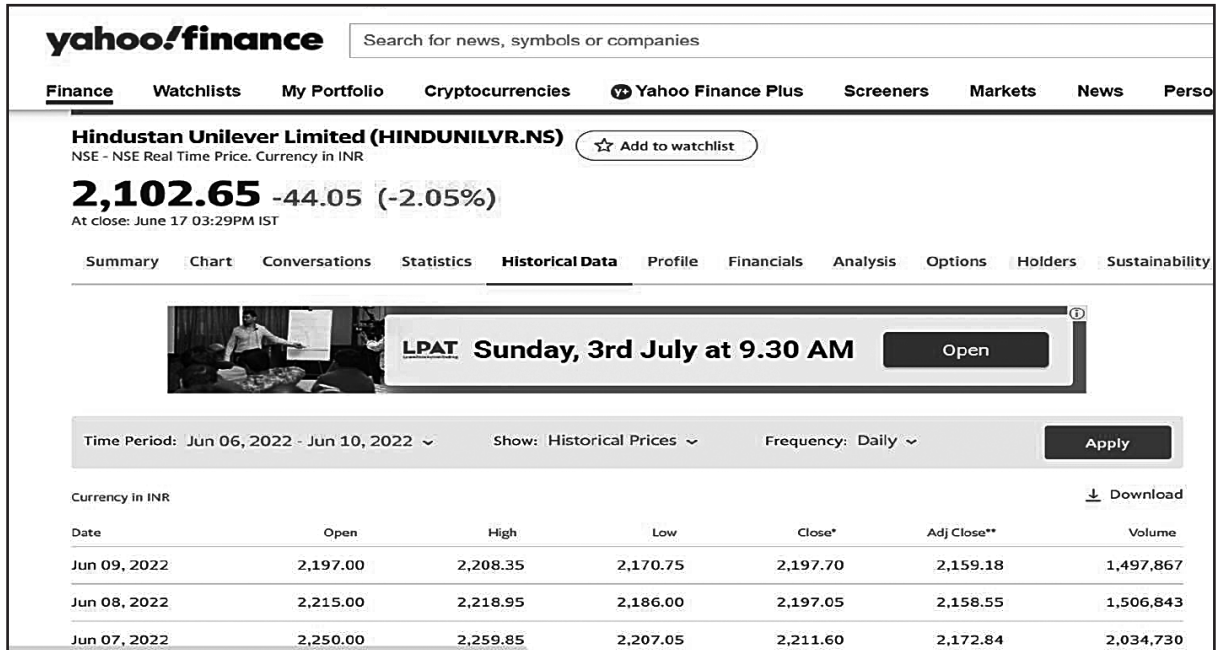 yahoo!finance Search for news, symbols or companies
Finance Watchlists My Portfolio Cryptocurrencies Y+ Yahoo Finance Plus Screeners Markets News Perso
Hindustan Unilever Limited (HINDUNILVR.NS) ☆ Add to watchlist
NSE - NSE Real Time Price. Currency in INR
2,102.65 -44.05 (-2.05%)
At close: June 17 03:29PM IST
Summary Chart Conversations Statistics Historical Data Profile Financials Analysis Options Holders Sustainability
LPAT Sunday, 3rd July at 9.30 AM Open
Time Period: Jun 06, 2022 - Jun 10, 2022 Show: Historical Prices Frequency: Daily Apply
Currency in INR Download
Date Open High Low Close* Adj Close** Volume
Jun 09, 2022 2,197.00 2,208.35 2,170.75 2,197.70 2,159.18 1,497,867
Jun 08, 2022 2,215.00 2,218.95 2,186.00 2,197.05 2,158.55 1,506,843
Jun 07, 2022 2,250.00 2,259.85 2,207.05 2,211.60 2,172.84 2,034,730